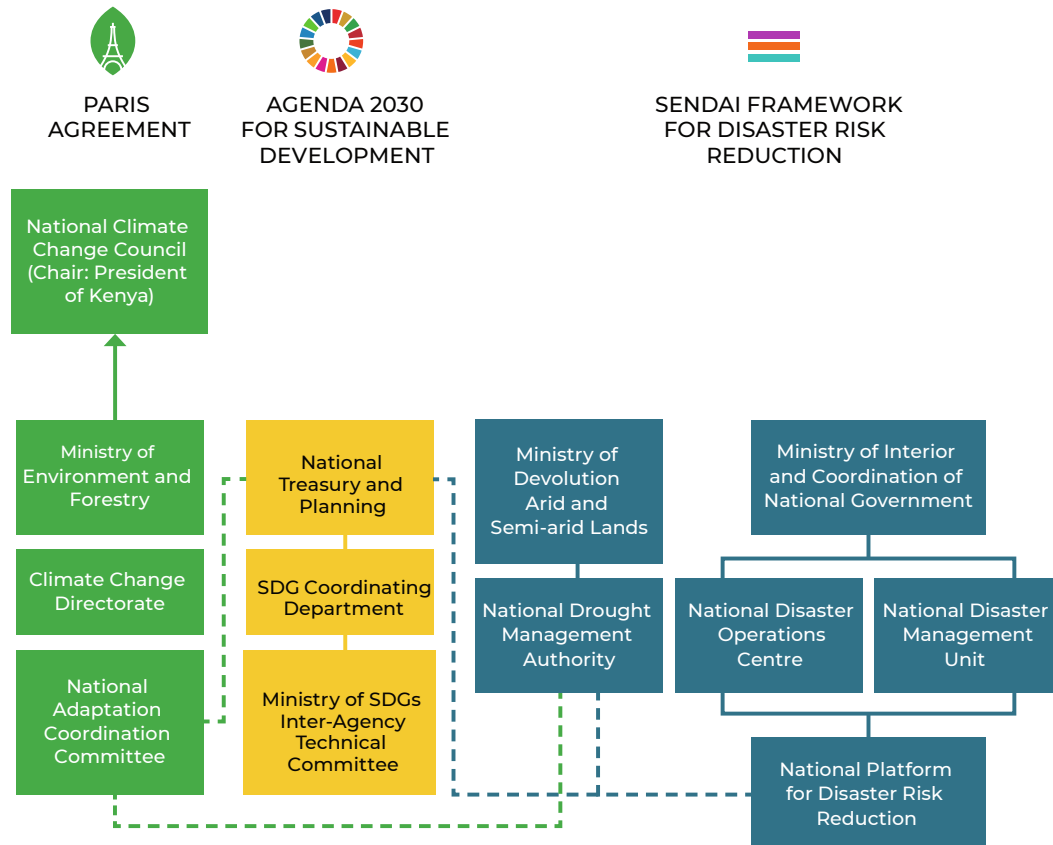 PARIS
AGREEMENT
AGENDA 2030
FOR SUSTAINABLE
DEVELOPMENT
SENDAI FRAMEWORK
FOR DISASTER RISK
REDUCTION
National Climate
Change Council
(Chair: President
of Kenya)
Ministry of
Environment and
Forestry
Climate Change
Directorate
National
Adaptation
Coordination
Committee
National
Treasury and
Planning
SDG Coordinating
Department
Ministry of SDGs
Inter-Agency
Technical
Committee
Ministry of
Devolution
Arid and
Semi-arid Lands
National Drought
Management
Authority
Ministry of Interior
and Coordination of
National Government
National Disaster
Operations
Centre
National Disaster
Management
Unit
National Platform
for Disaster Risk
Reduction